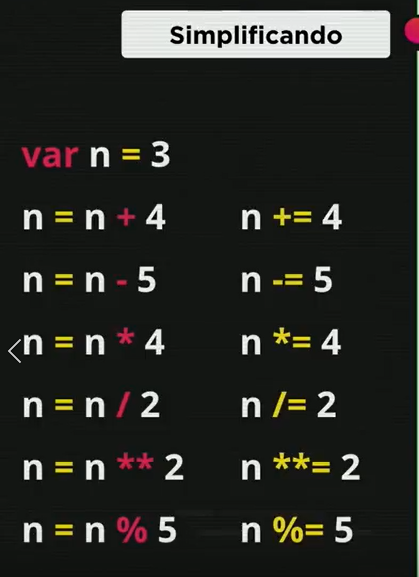 Simplificando
var n = 3
n = n + 4 n += 4
n = n - 5 n -= 5
n = n * 4 n *= 4
n = n / 2 n /= 2
n = n ** 2 n **= 2
n = n % 5 n %= 5